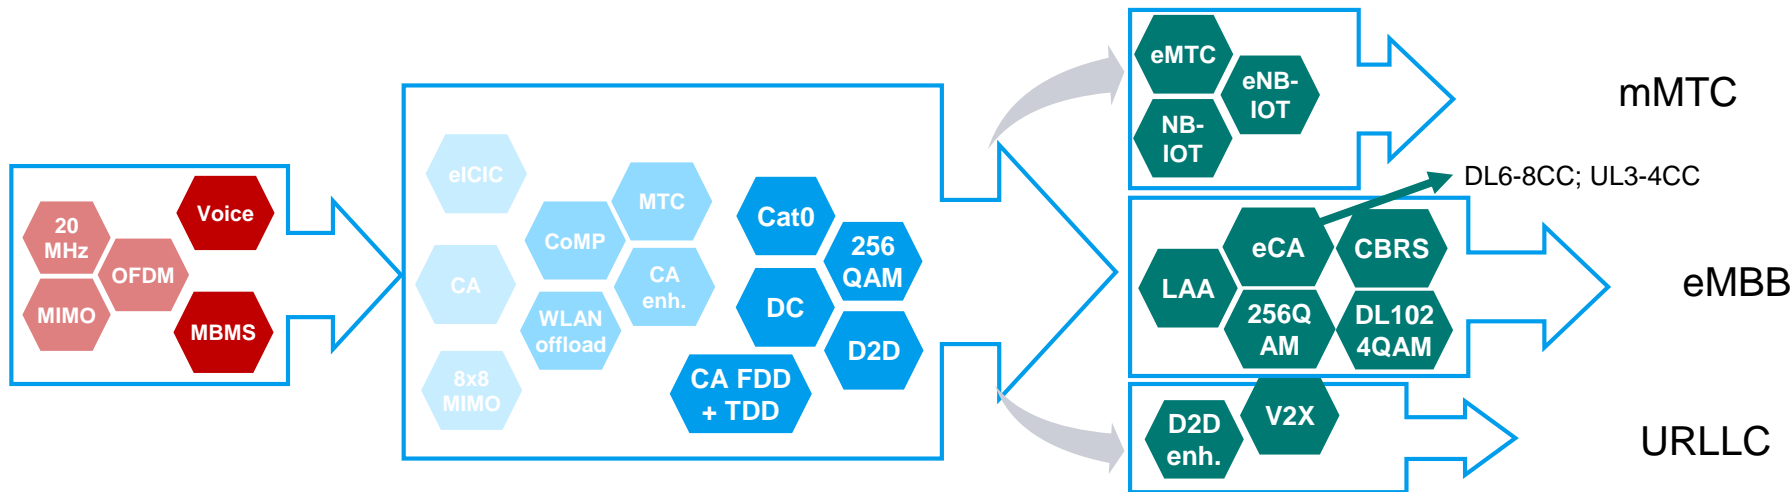 20
MHz
OFDM
MIMO
Voice
MBMS
eICIC
CA
8x8
MIMO
CoMP
MTC
CA
enh.
WLAN
offload
Cat0
256
QAM
DC
D2D
CA FDD
+ TDD
eMTC
eNB-
IOT
NB-
IOT
mMTC
DL6-8CC; UL3-4CC
LAA
eCA
CBRS
256Q
AM
DL102
4QAM
eMBB
D2D
enh.
V2X
URLLC